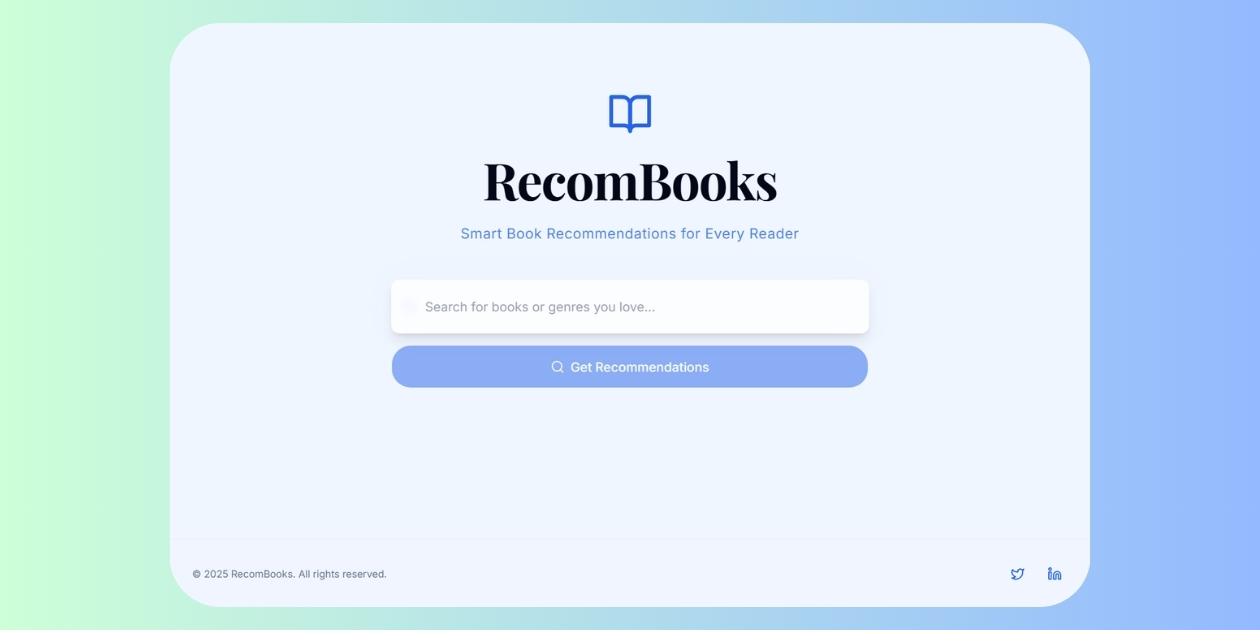 RecomBooks
Smart Book Recommendations for Every Reader
Search for books or genres you love...
Get Recommendations
© 2025 RecomBooks. All rights reserved.